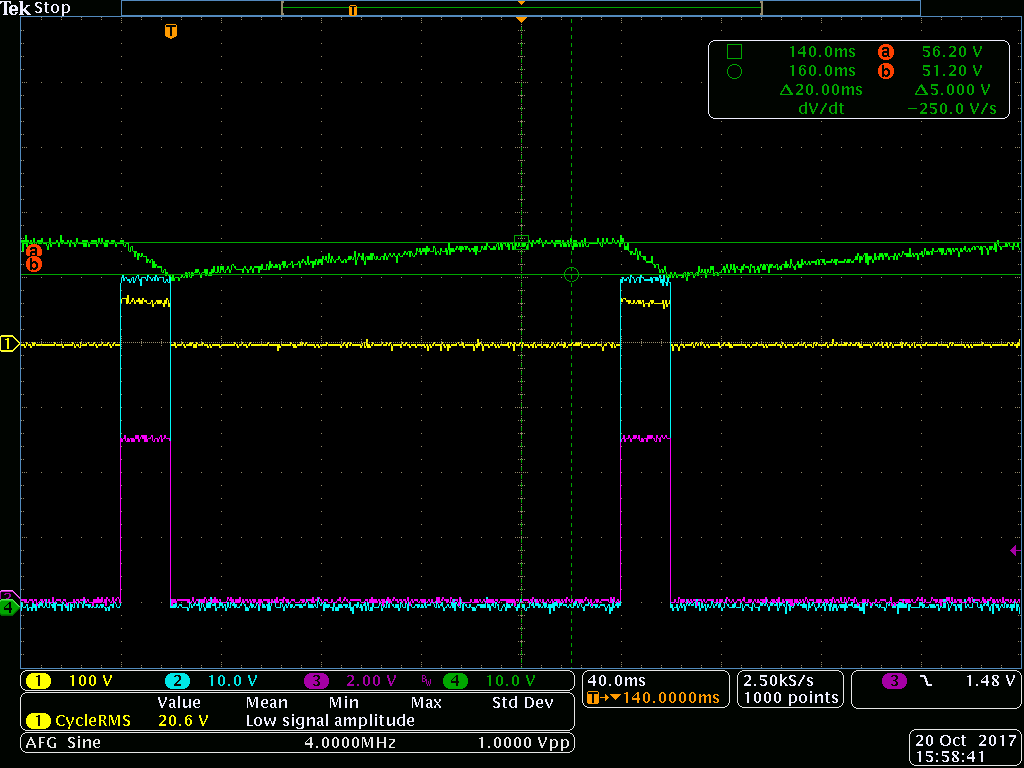 Tek Stop
T
T
140.0ms a 56.20 V
160.0ms b 51.20 V
Δ20.00ms Δ5.000 V
dV/dt −250.0 V/s
a
b
1
4
1 100 V 2 10.0 V 3 2.00 V BW 4 10.0 V
40.0ms
T→▼140.0000ms
2.50kS/s
1000 points
3 1.48 V
Value Mean Min Max Std Dev
1 CycleRMS 20.6 V Low signal amplitude
AFG Sine 4.0000MHz 1.0000 Vpp
20 Oct 2017
15:58:41